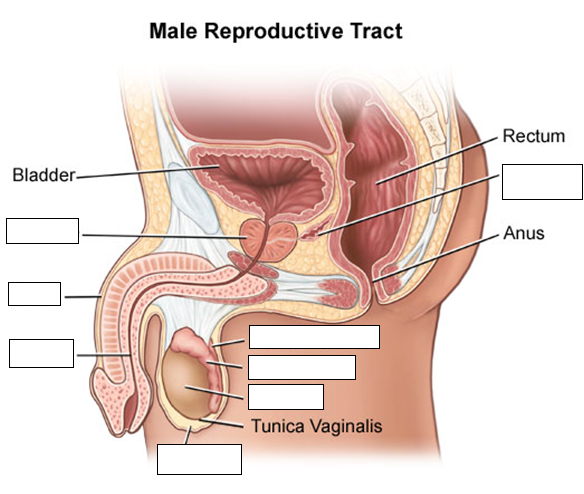 Male Reproductive Tract
Rectum
Bladder
Anus
Tunica Vaginalis